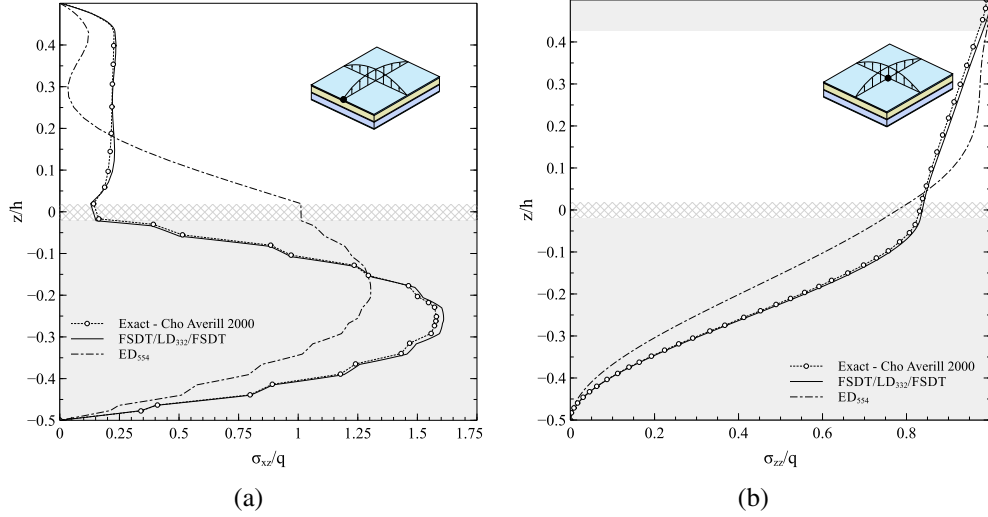 0.4
0.3
0.2
0.1
0
−0.1
−0.2
−0.3
−0.4
−0.5
z/h
Exact - Cho Averill 2000
FSDT/LD332/FSDT
ED554
0 0.25 0.5 0.75 1 1.25 1.5 1.75
σxz/q
(a)
0.4
0.3
0.2
0.1
0
−0.1
−0.2
−0.3
−0.4
−0.5
z/h
Exact - Cho Averill 2000
FSDT/LD332/FSDT
ED554
0 0.2 0.4 0.6 0.8
σzz/q
(b)